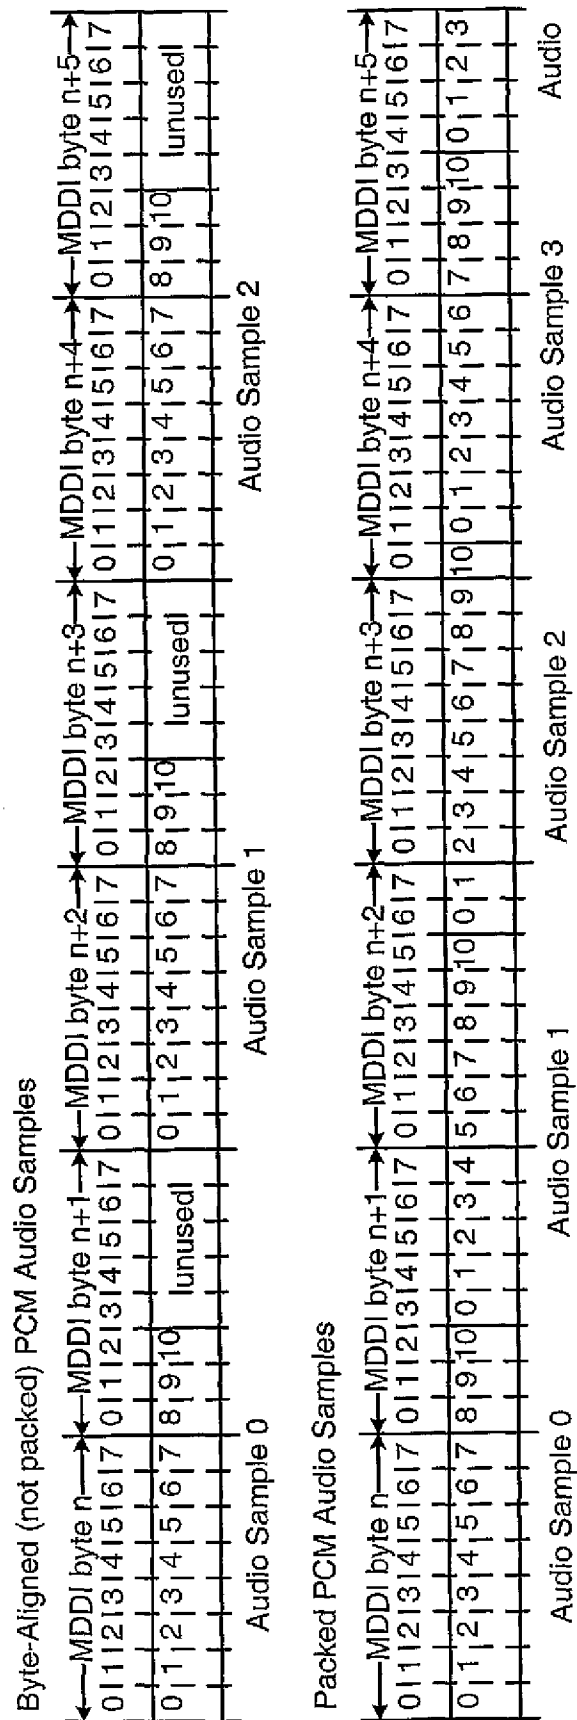 Byte-Aligned (not packed) PCM Audio Samples
MDDI byte n MDDI byte n+1 MDDI byte n+2 MDDI byte n+3 MDDI byte n+4 MDDI byte n+5
0 1 2 3 4 5 6 7 0 1 2 3 4 5 6 7 0 1 2 3 4 5 6 7 0 1 2 3 4 5 6 7 0 1 2 3 4 5 6 7 0 1 2 3 4 5 6 7
0 1 2 3 4 5 6 7 8 9 10 unused 0 1 2 3 4 5 6 7 8 9 10 unused 0 1 2 3 4 5 6 7 8 9 10 unused
Audio Sample 0 Audio Sample 1 Audio Sample 2
Packed PCM Audio Samples
MDDI byte n MDDI byte n+1 MDDI byte n+2 MDDI byte n+3 MDDI byte n+4 MDDI byte n+5
0 1 2 3 4 5 6 7 0 1 2 3 4 5 6 7 0 1 2 3 4 5 6 7 0 1 2 3 4 5 6 7 0 1 2 3 4 5 6 7 0 1 2 3 4 5 6 7
0 1 2 3 4 5 6 7 8 9 10 0 1 2 3 4 5 6 7 8 9 10 0 1 2 3 4 5 6 7 8 9 10 0 1 2 3 4 5 6 7 8 9 10 0 1 2 3
Audio Sample 0 Audio Sample 1 Audio Sample 2 Audio Sample 3 Audio